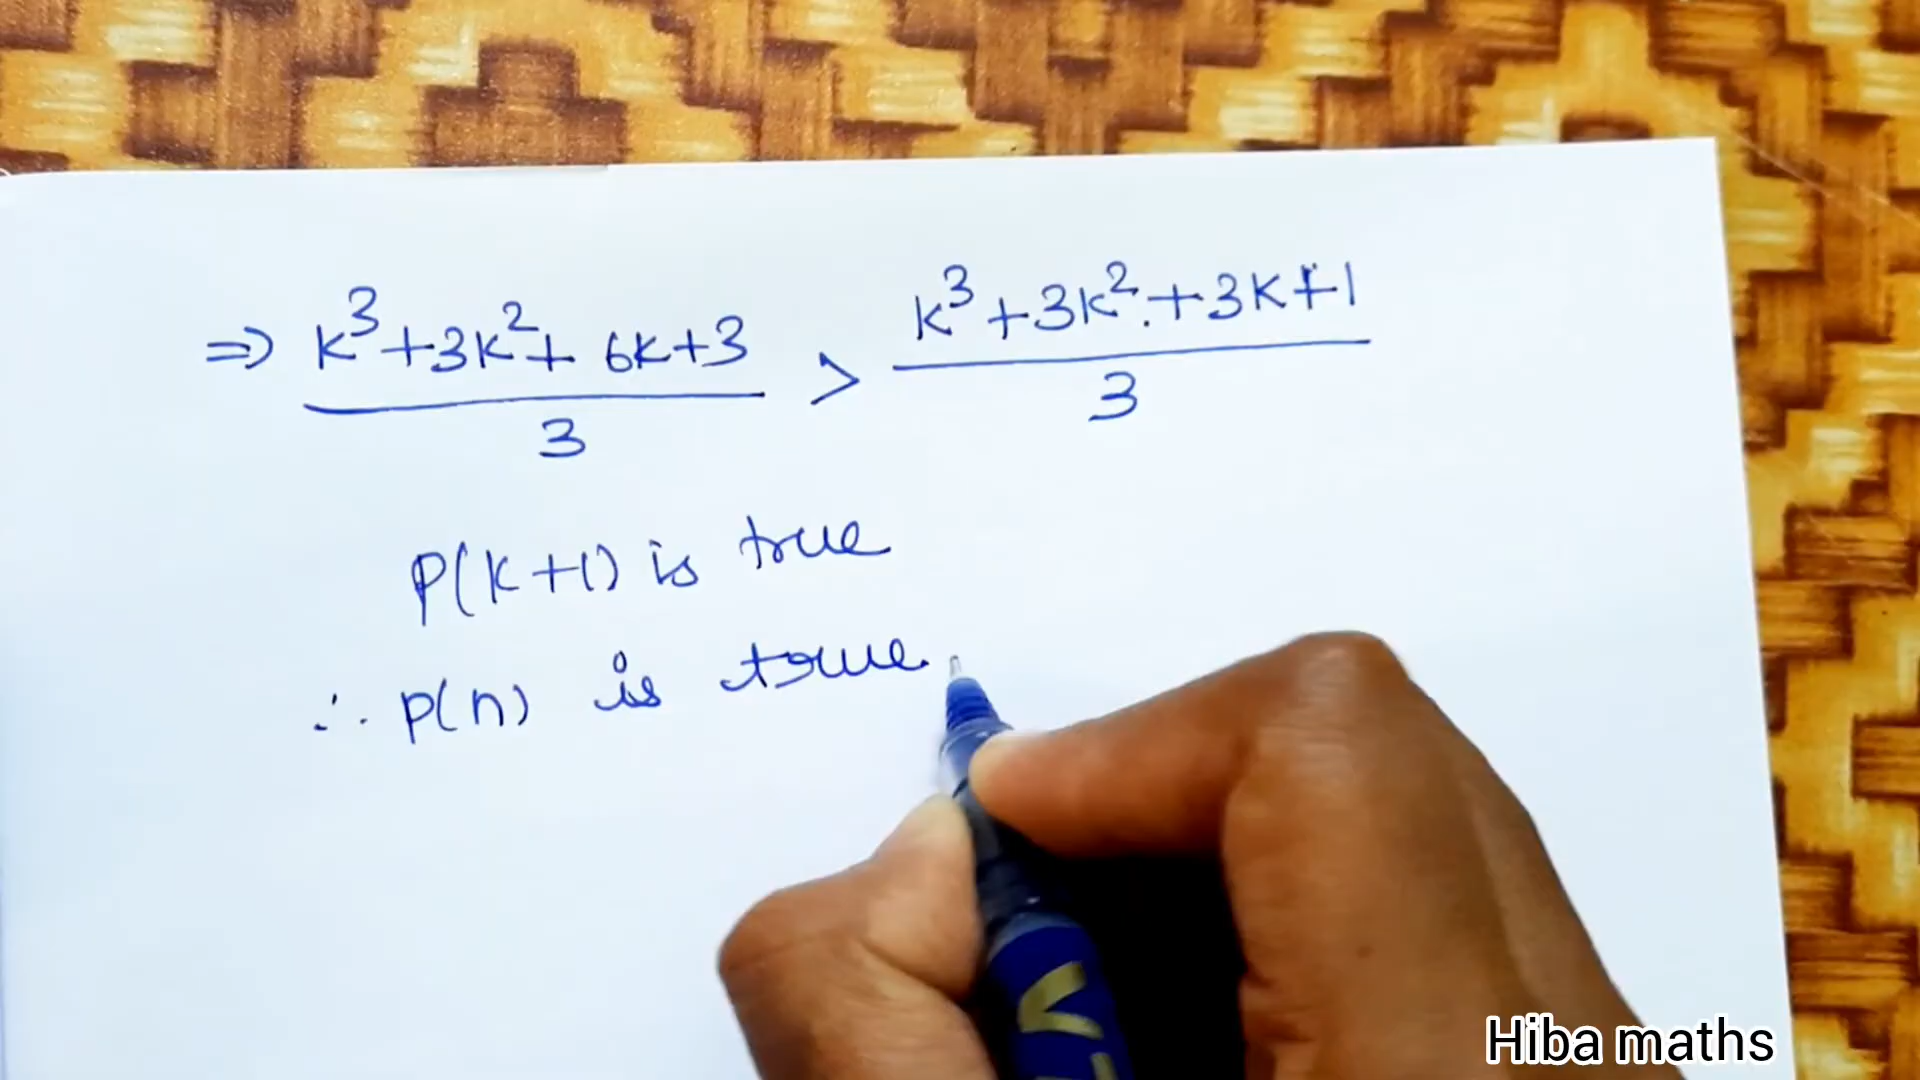 ⇒ k³+3k²+6k+3 / 3 > k³+3k²+3k+1 / 3
P(k+1) is true
∴ P(n) is true.
V
Hiba maths